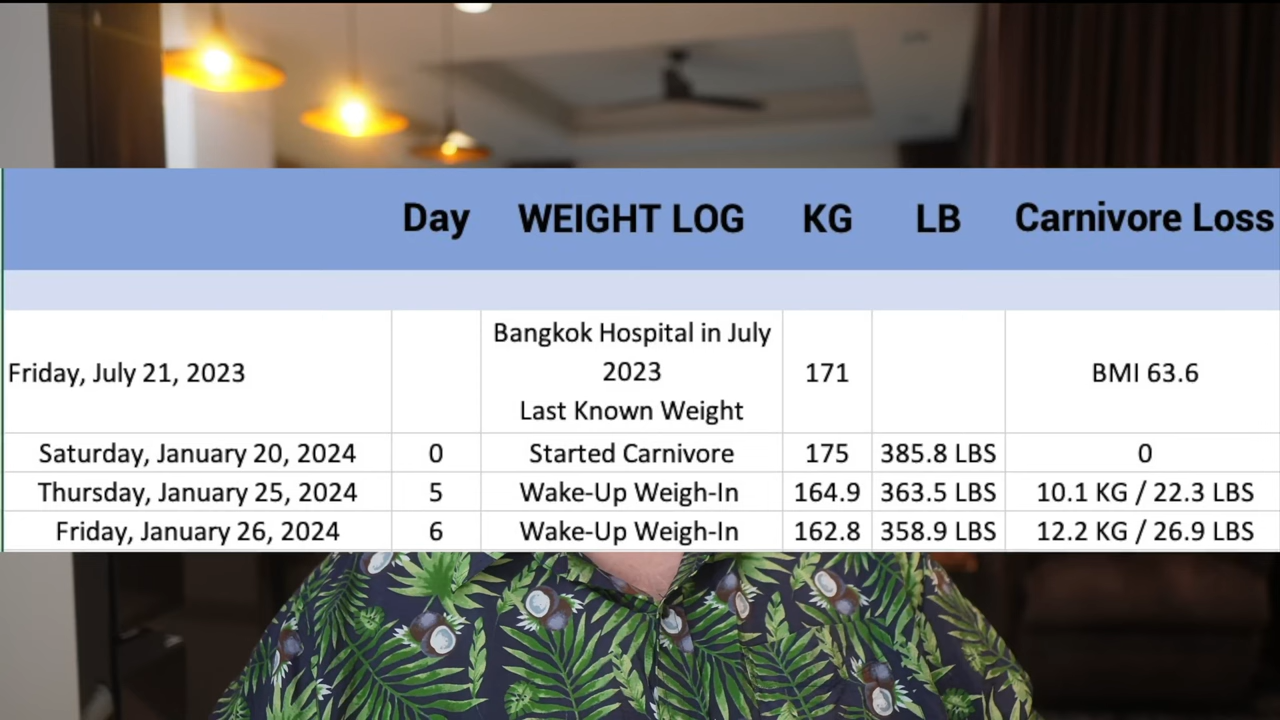 Day WEIGHT LOG KG LB Carnivore Loss
Friday, July 21, 2023 Bangkok Hospital in July 2023 Last Known Weight 171 BMI 63.6
Saturday, January 20, 2024 0 Started Carnivore 175 385.8 LBS 0
Thursday, January 25, 2024 5 Wake-Up Weigh-In 164.9 363.5 LBS 10.1 KG / 22.3 LBS
Friday, January 26, 2024 6 Wake-Up Weigh-In 162.8 358.9 LBS 12.2 KG / 26.9 LBS